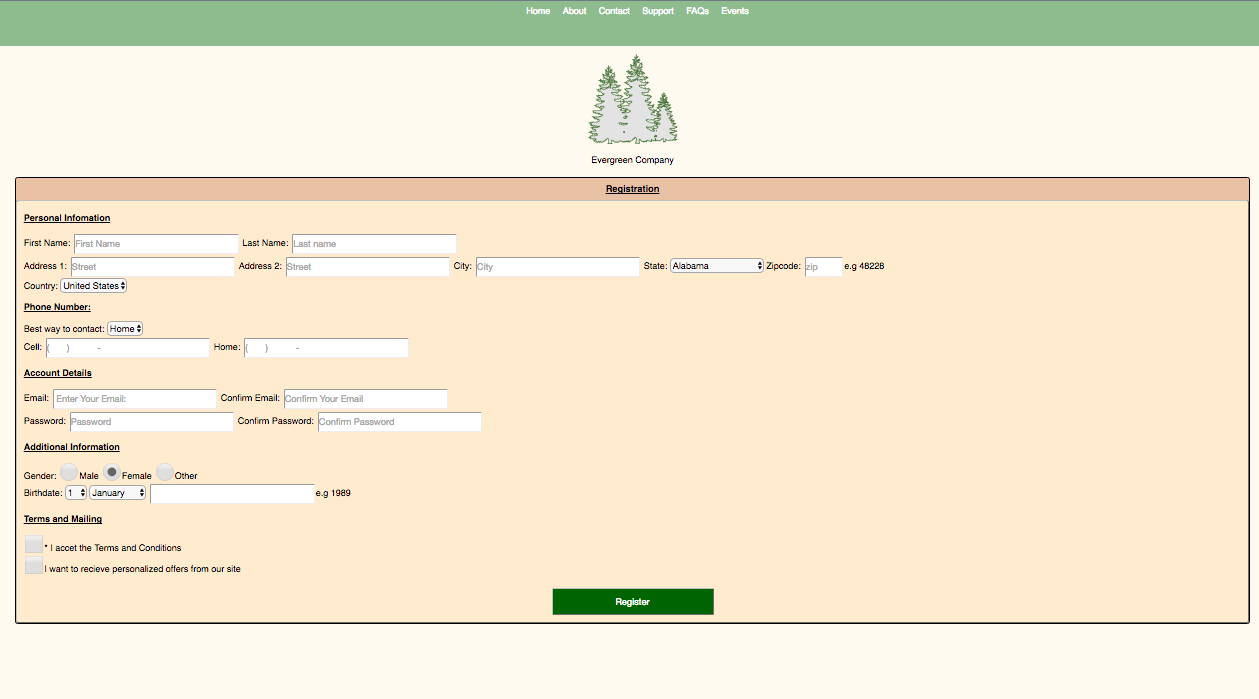 Home About Contact Support FAQs Events
Evergreen Company
Registration
Personal Infomation
First Name: First Name Last Name: Last name
Address 1: Street Address 2: Street City: City State: Alabama Zipcode: zip e.g 48228
Country: United States
Phone Number:
Best way to contact: Home
Cell: ( ) - Home: ( ) -
Account Details
Email: Enter Your Email: Confirm Email: Confirm Your Email
Password: Password Confirm Password: Confirm Password
Additional Information
Gender: Male Female Other
Birthdate: 1 January e.g 1989
Terms and Mailing
* I accet the Terms and Conditions
I want to recieve personalized offers from our site
Register